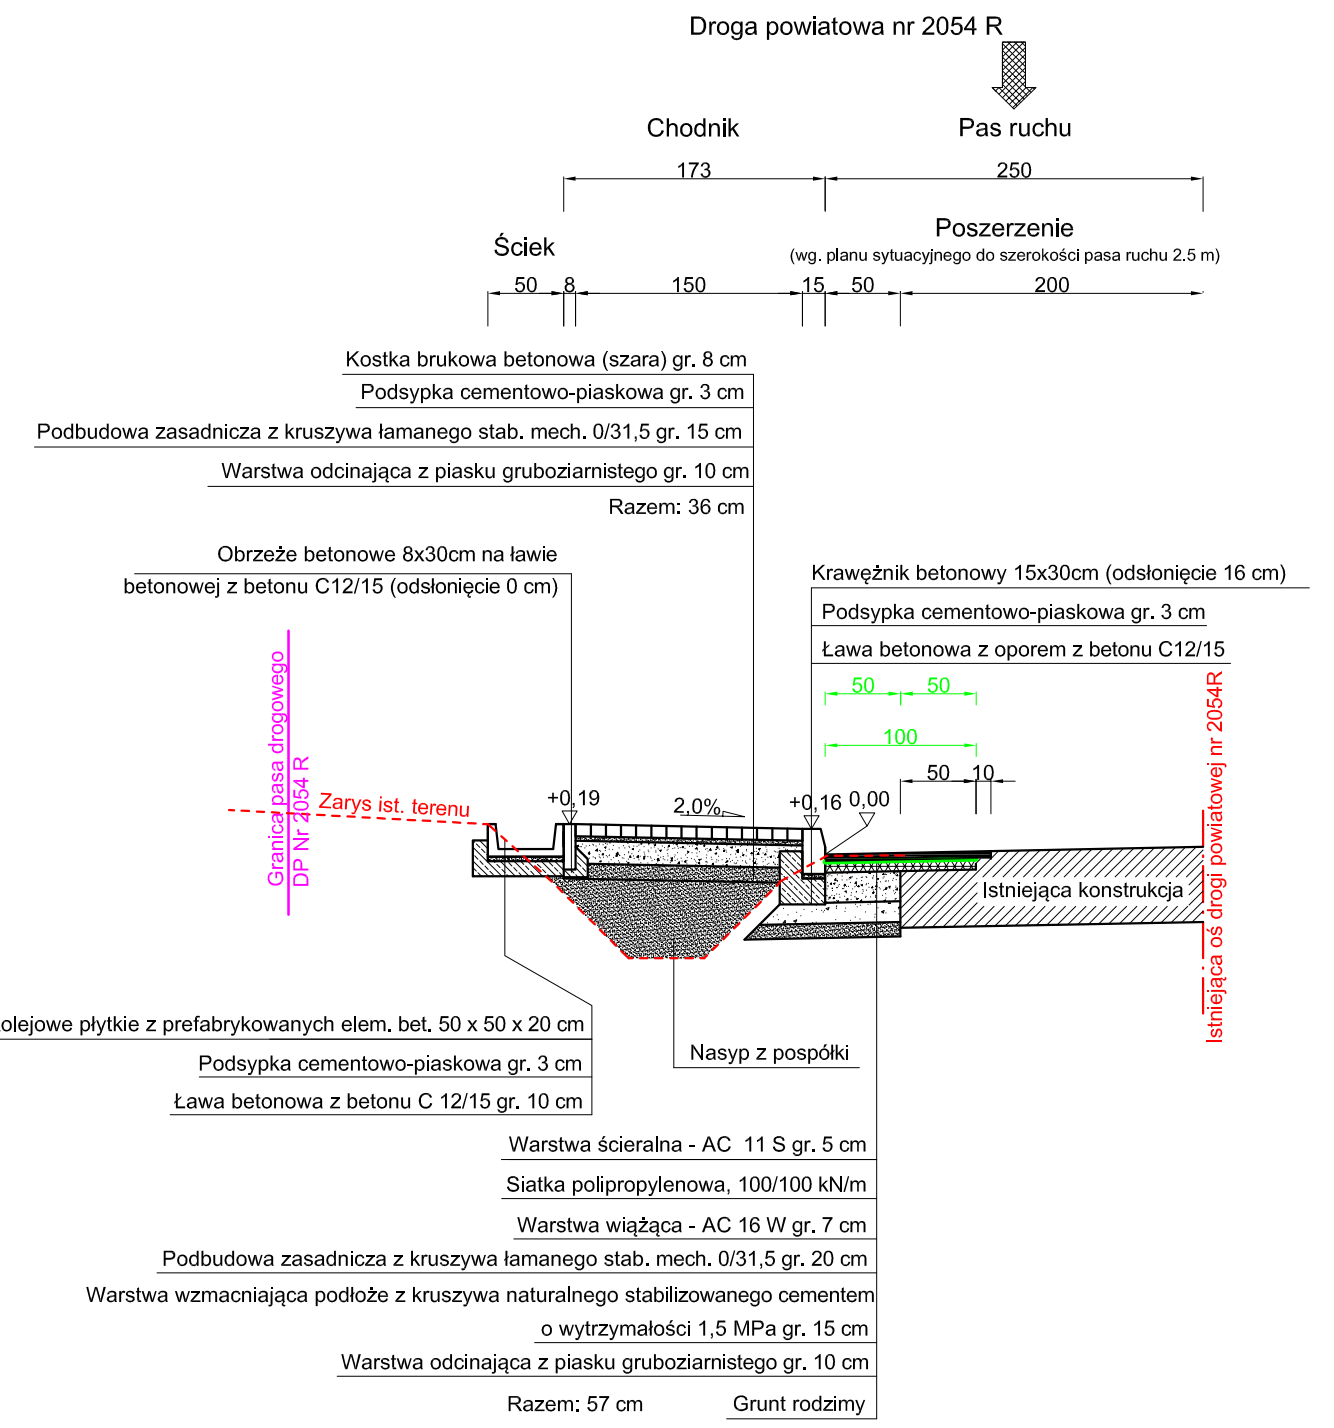 Droga powiatowa nr 2054 R
Chodnik
Pas ruchu
173
250
Poszerzenie
(wg. planu sytuacyjnego do szerokości pasa ruchu 2.5 m)
Ściek
50
8
150
15
50
200
Kostka brukowa betonowa (szara) gr. 8 cm
Podsypka cementowo-piaskowa gr. 3 cm
Podbudowa zasadnicza z kruszywa łamanego stab. mech. 0/31,5 gr. 15 cm
Warstwa odcinająca z piasku gruboziarnistego gr. 10 cm
Razem: 36 cm
Obrzeże betonowe 8x30cm na ławie
betonowej z betonu C12/15 (odsłonięcie 0 cm)
Krawężnik betonowy 15x30cm (odsłonięcie 16 cm)
Podsypka cementowo-piaskowa gr. 3 cm
Ława betonowa z oporem z betonu C12/15
50
50
100
50
10
Granica pasa drogowego
DP Nr 2054 R
Zarys ist. terenu
+0,19
2,0%
+0,16
0,00
Istniejąca konstrukcja
Istniejąca oś drogi powiatowej nr 2054R
olejowe płytkie z prefabrykowanych elem. bet. 50 x 50 x 20 cm
Podsypka cementowo-piaskowa gr. 3 cm
Ława betonowa z betonu C 12/15 gr. 10 cm
Nasyp z pospółki
Warstwa ścieralna - AC 11 S gr. 5 cm
Siatka polipropylenowa, 100/100 kN/m
Warstwa wiążąca - AC 16 W gr. 7 cm
Podbudowa zasadnicza z kruszywa łamanego stab. mech. 0/31,5 gr. 20 cm
Warstwa wzmacniająca podłoże z kruszywa naturalnego stabilizowanego cementem
o wytrzymałości 1,5 MPa gr. 15 cm
Warstwa odcinająca z piasku gruboziarnistego gr. 10 cm
Razem: 57 cm
Grunt rodzimy